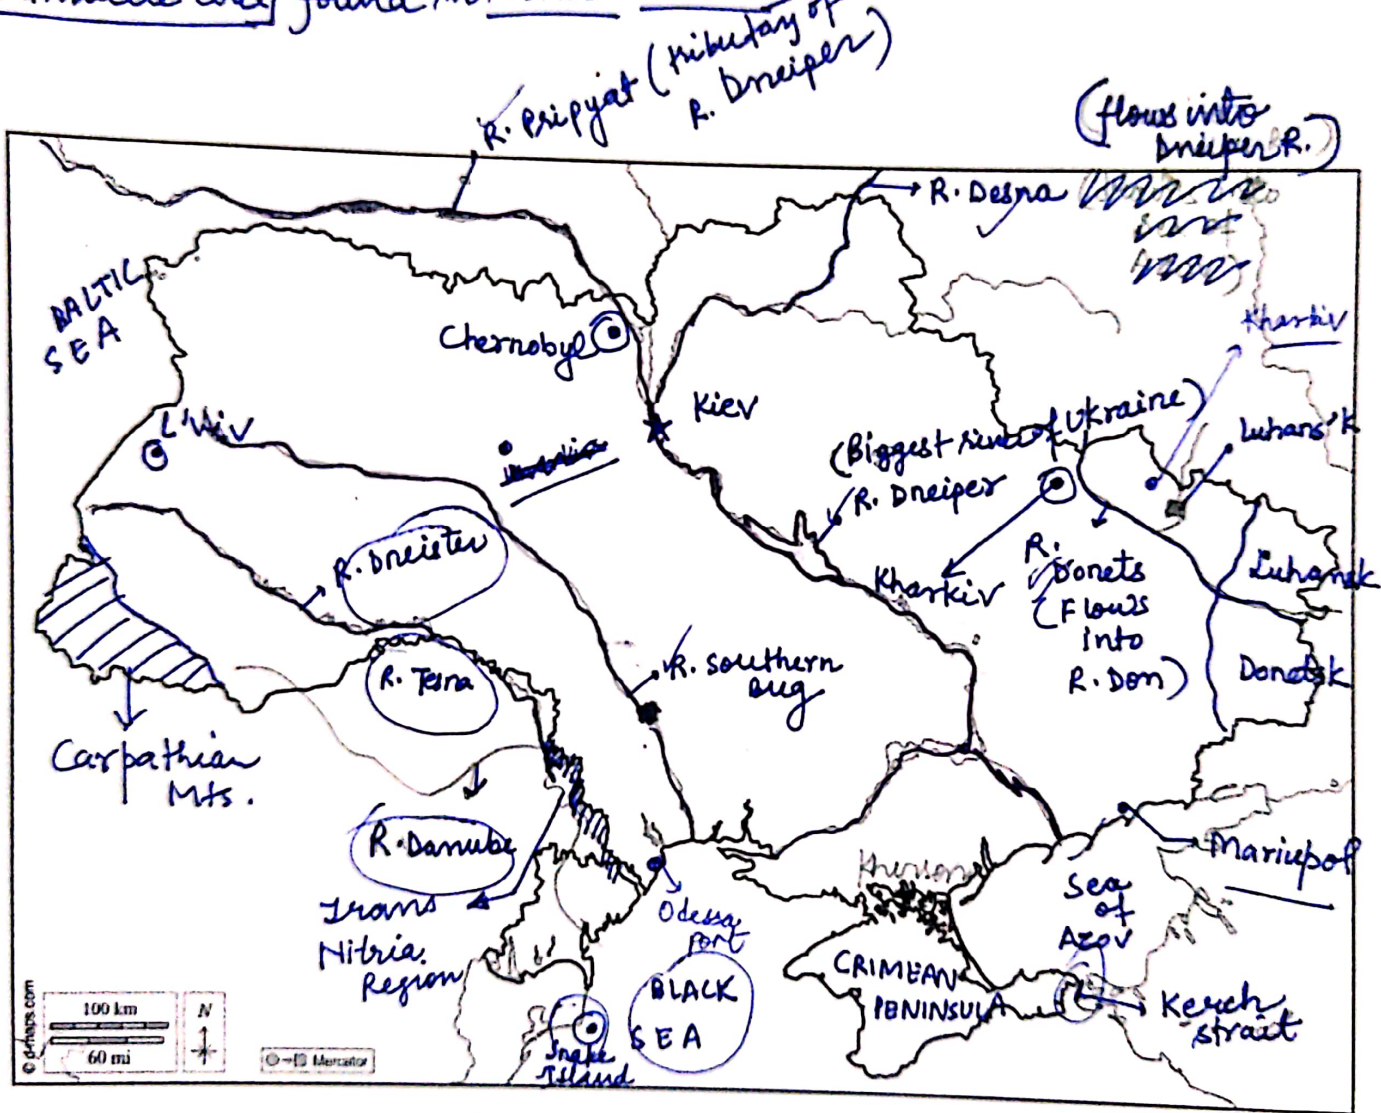 found in
R. Pripyat (tributary of
R. Dneiper)
(flows into
Dneiper R.)
R. Desna
BALTIC
SEA
Chernobyl
Kharkiv
L'viv
Kiev
(Biggest river of Ukraine)
R. Dneiper
Luhans'k
R. Dneister
Kharkiv
R.
Donets
(Flows
into
R. Don)
Luhansk
R. Southern
Bug
Donetsk
Carpathian
Mts.
R. Danube
Mariupol
Kherson
Trans
Nitria
Region
Odessa
port
Sea
of
Azov
CRIMEAN
PENINSULA
BLACK
SEA
Kerch
strait
Snake
Island
© d-maps.com
100 km
60 mi
N
Mercator